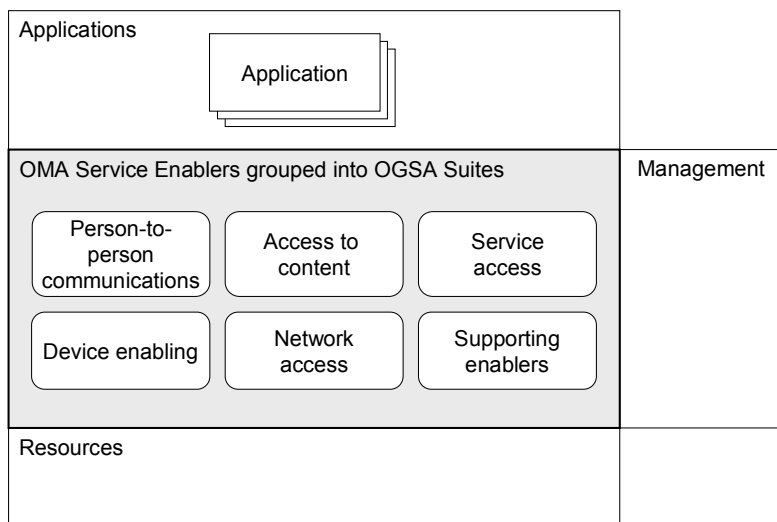 Applications
Application
OMA Service Enablers grouped into OGSA Suites
Management
Person-to-
person
communications
Access to
content
Service
access
Device enabling
Network
access
Supporting
enablers
Resources